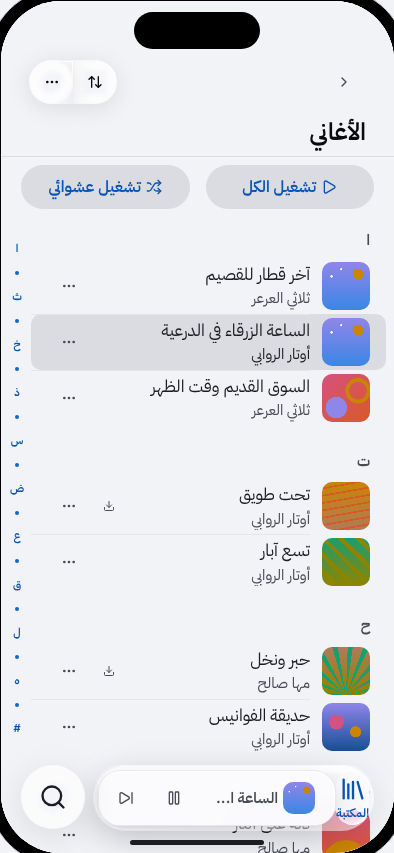 الأغاني
تشغيل الكل
تشغيل عشوائي
ا
آخر قطار للقصيم
ثلاثي العرعر
الساعة الزرقاء في الدرعية
أوتار الروابي
السوق القديم وقت الظهر
ثلاثي العرعر
ت
تحت طويق
أوتار الروابي
تسع آبار
أوتار الروابي
ح
حبر ونخل
مها صالح
حديقة الفوانيس
أوتار الروابي
مها صالح
ا
ث
خ
ذ
س
ض
ع
ق
ل
ه
#
المكتبة
الساعة ا...